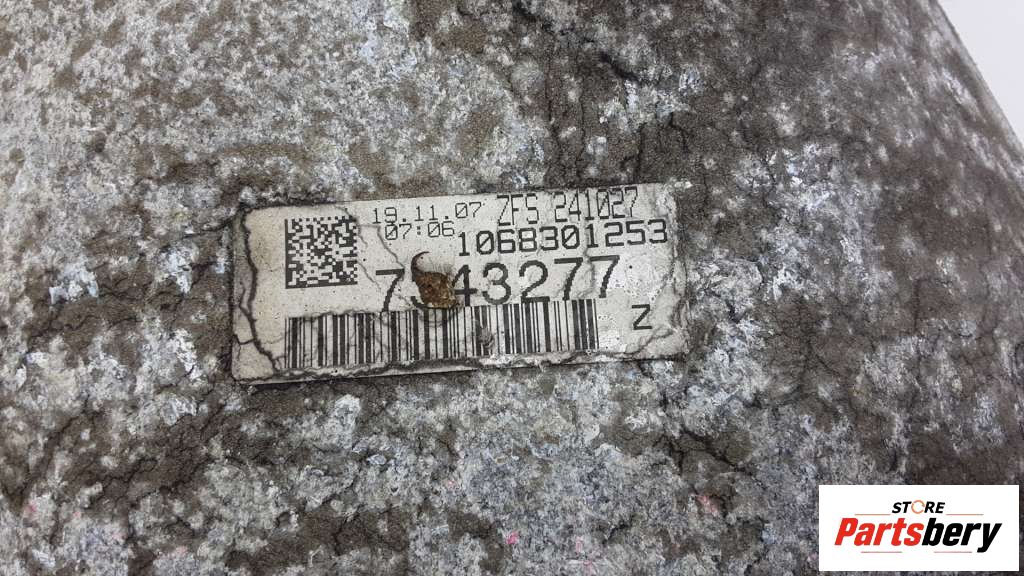 19.11.07 ZFS 241027
07:06 1068301253
Z
STORE
Partsbery